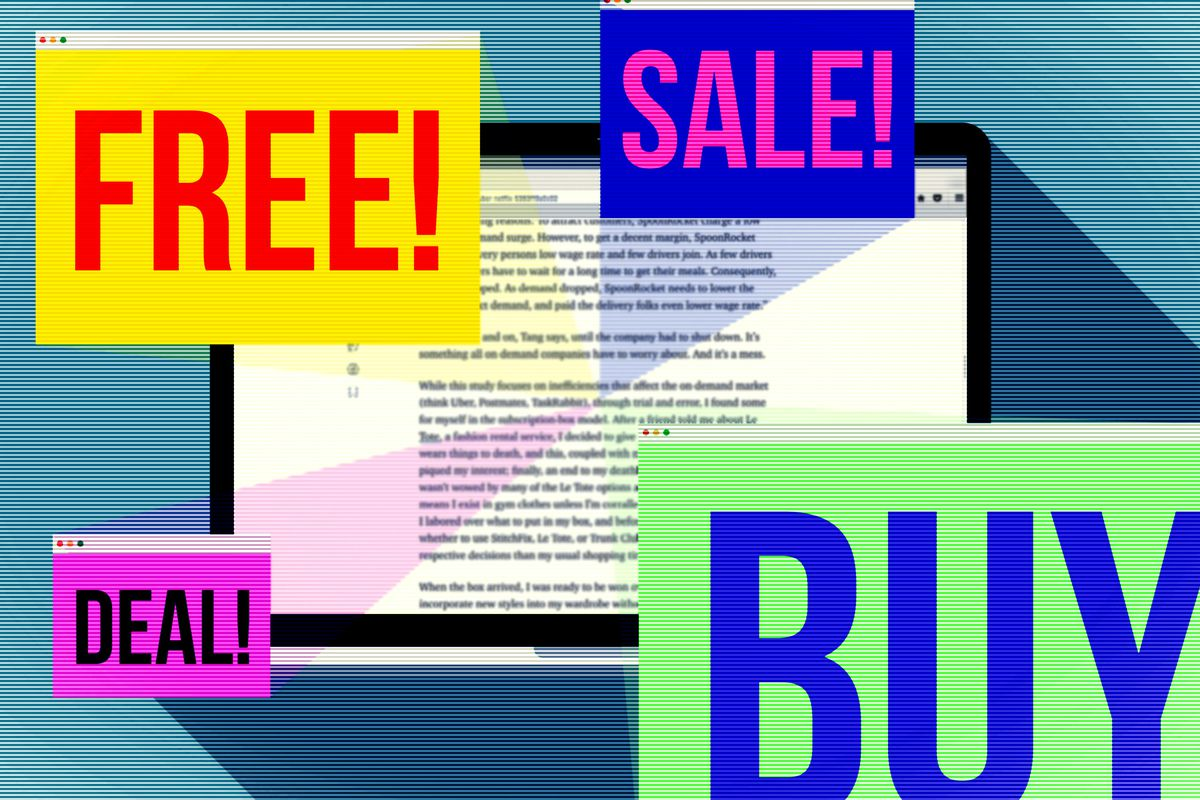 FREE!
SALE!
ng reasons. To attract customers, SpoonRocket charge a low
mand surge. However, to get a decent margin, SpoonRocket
very persons low wage rate and few drivers join. As few drivers
rs have to wait for a long time to get their meals. Consequently,
ped. As demand dropped, SpoonRocket needs to lower the
ct demand, and paid the delivery folks even lower wage rate."
and on, Tang says, until the company had to shut down. It's
something all on demand companies have to worry about. And it's a mess.
While this study focuses on inefficiencies that affect the on-demand market
(think Uber, Postmates, TaskRabbit), through trial and error, I found some
for myself in the subscription-box model. After a friend told me about Le
Tote, a fashion rental service, I decided to give
wears things to death, and this, coupled with
piqued my interest; finally, an end to my death
wasn't wowed by many of the Le Tote options
means I exist in gym clothes unless I'm corralle
I labored over what to put in my box, and befor
whether to use StitchFix, Le Tote, or Trunk Clu
respective decisions than my usual shopping
When the box arrived, I was ready to be won
incorporate new styles into my wardrobe
DEAL!
BUY